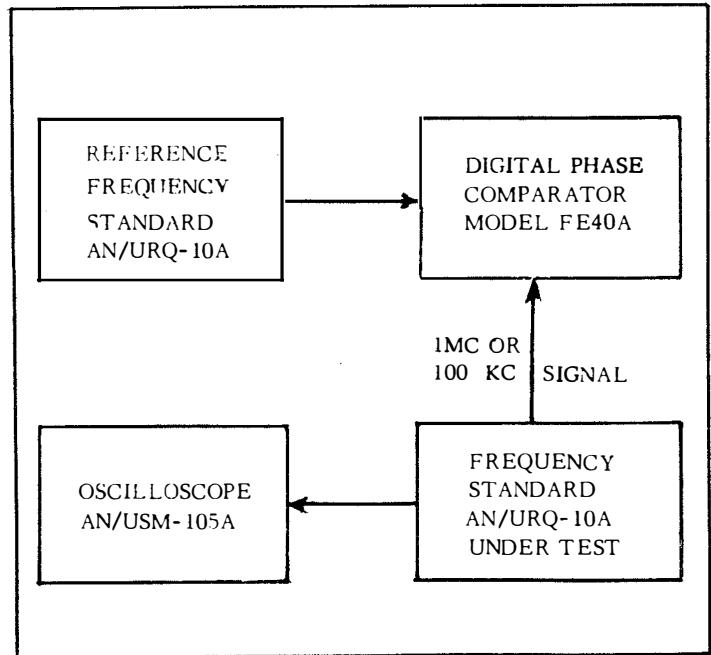 REFERENCE
FREQUENCY
STANDARD
AN/URQ-10A
DIGITAL PHASE
COMPARATOR
MODEL FE40A
1MC OR
100 KC SIGNAL
OSCILLOSCOPE
AN/USM-105A
FREQUENCY
STANDARD
AN/URQ-10A
UNDER TEST